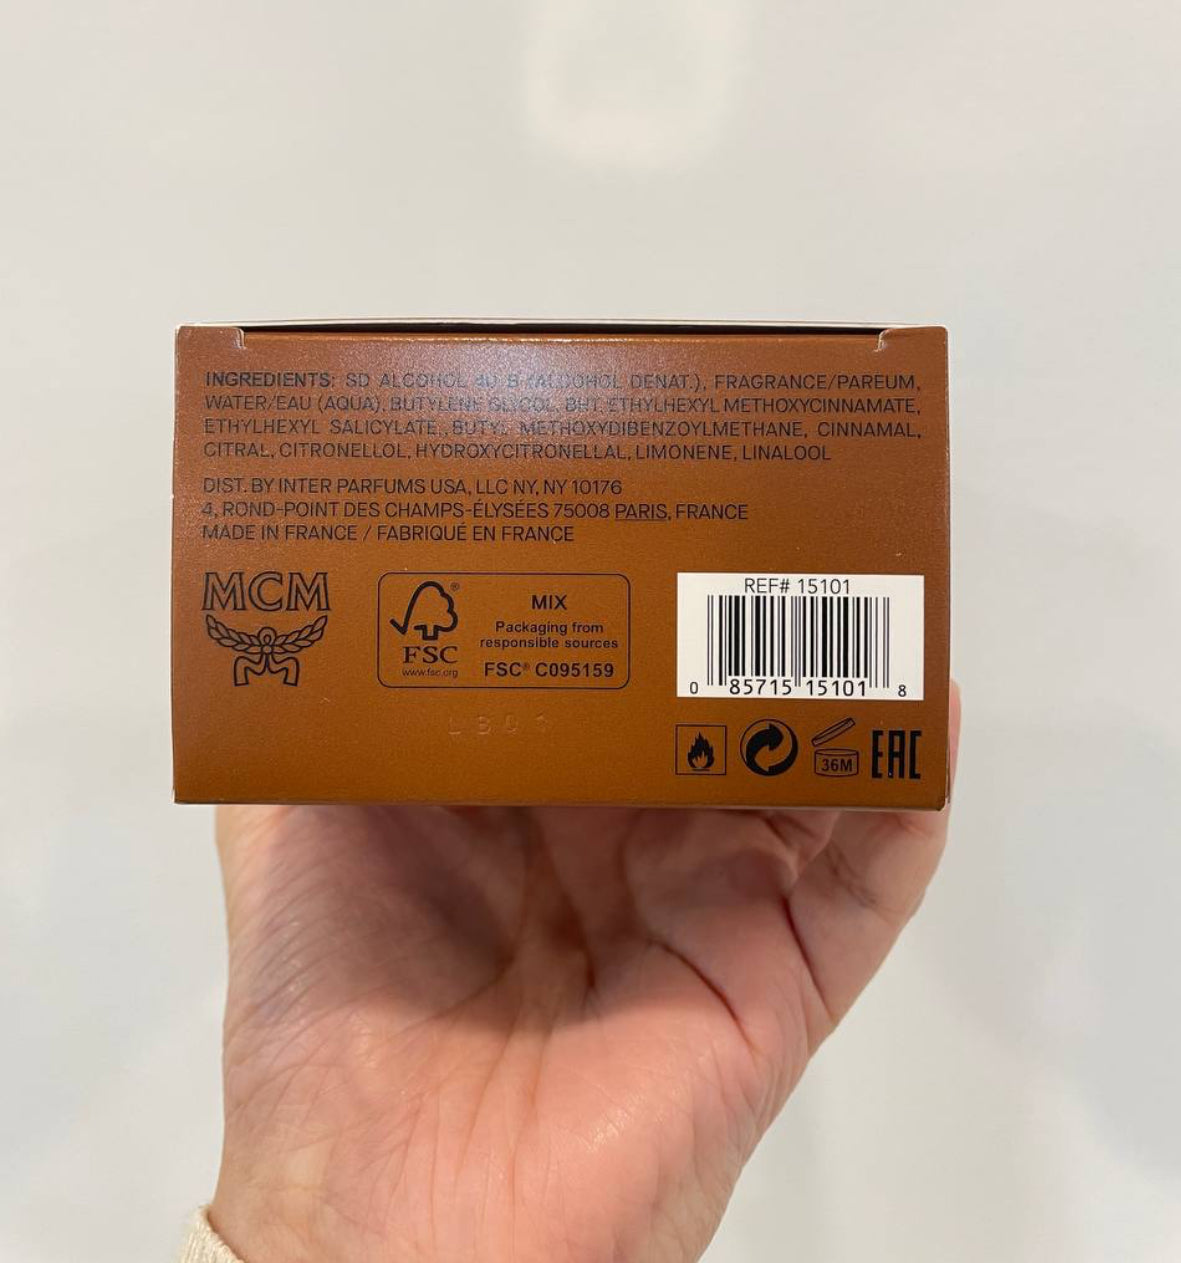 INGREDIENTS: SD ALCOHOL 40 B (ALCOHOL DENAT.), FRAGRANCE/PAREUM,
WATER/EAU (AQUA), BUTYLENE GLYCOL, BHT, ETHYLHEXYL METHOXYCINNAMATE,
ETHYLHEXYL SALICYLATE, BUTYL METHOXYDIBENZOYLMETHANE, CINNAMAL,
CITRAL, CITRONELLOL, HYDROXYCITRONELLAL, LIMONENE, LINALOOL
DIST. BY INTER PARFUMS USA, LLC NY, NY 10176
4, ROND-POINT DES CHAMPS-ÉLYSÉES 75008 PARIS, FRANCE
MADE IN FRANCE / FABRIQUÉ EN FRANCE
MCM
FSC®
www.fsc.org
MIX
Packaging from
responsible sources
FSC® C095159
REF# 15101
0 85715 15101 8
36M
EAC